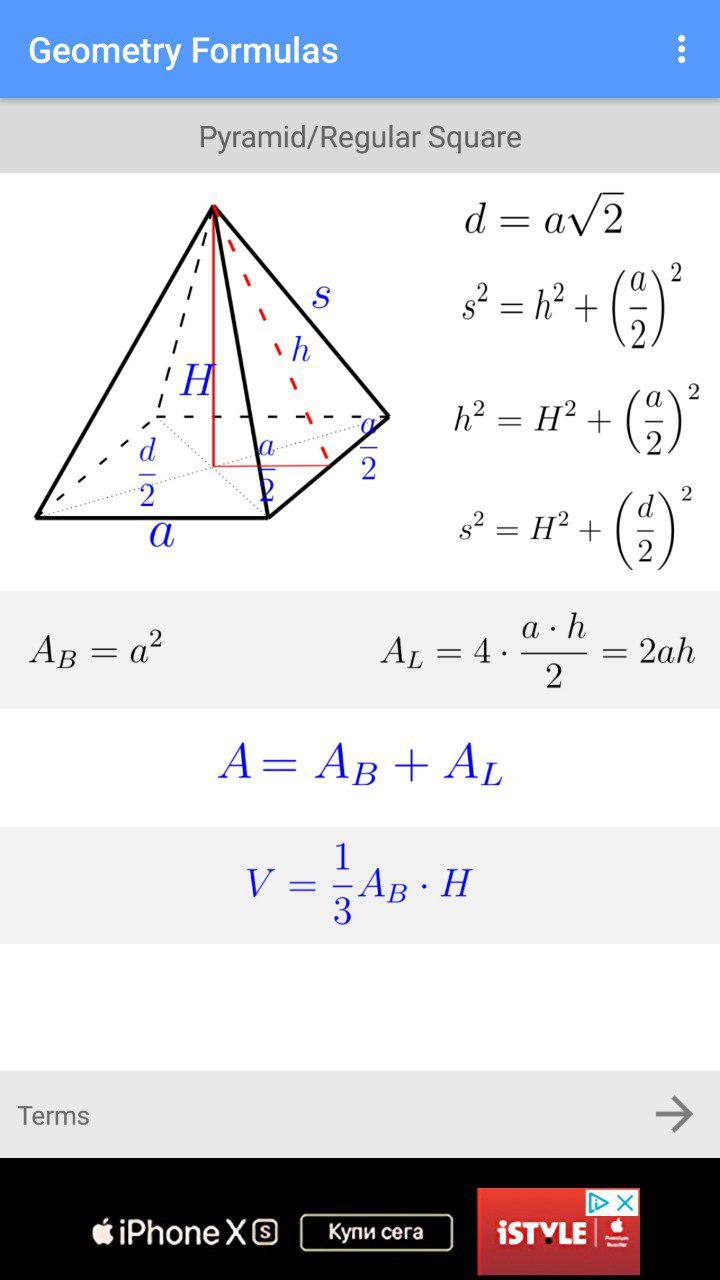 Geometry Formulas
Pyramid/Regular Square
d = a√2
s² = h² + (a/2)²
s
h
H
h² = H² + (a/2)²
a/2
d/2
a/2
a
s² = H² + (d/2)²
A_B = a²
A_L = 4 · (a · h)/2 = 2ah
A = A_B + A_L
V = 1/3 A_B · H
Terms
iPhone XS
Купи сега
iSTYLE